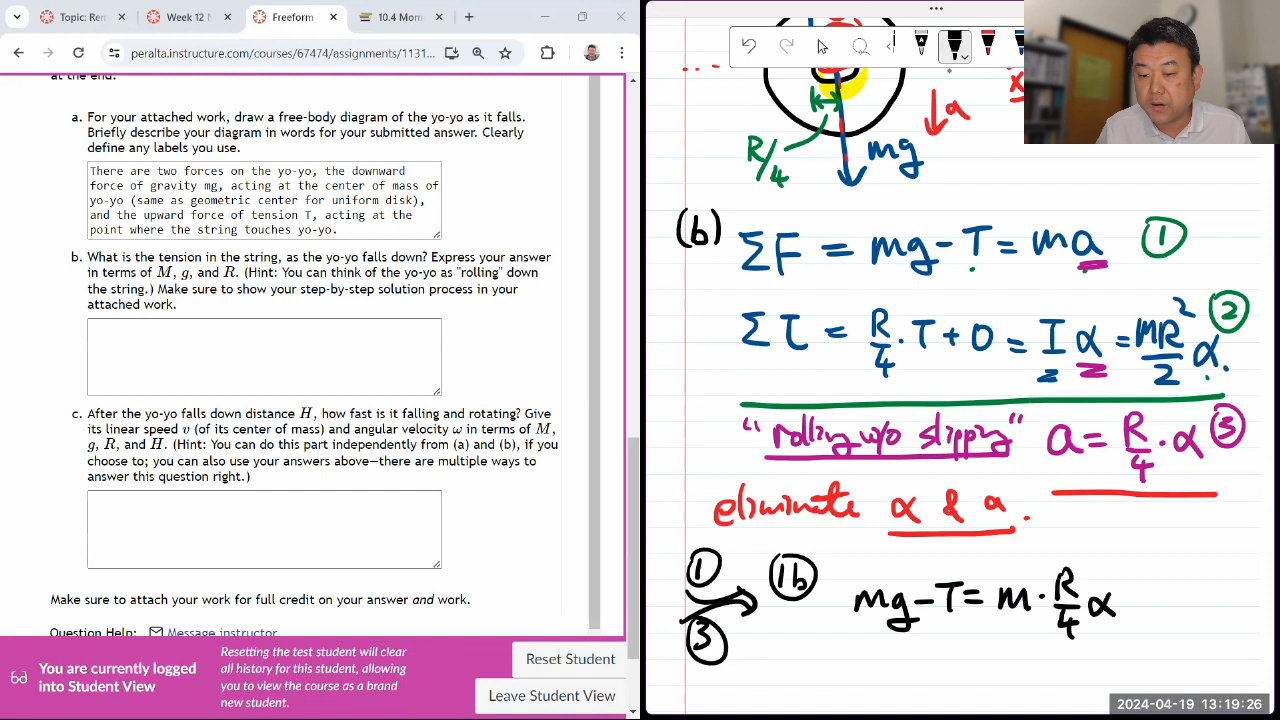 Topic: Ren
Week 12 N
Freeform
10.4 Mom
peralta.instructure.com/courses/67471/assignments/1131...
at the end.
a. For your attached work, draw a free-body diagram of the yo-yo as it falls.
Briefly describe your diagram in words for your submitted answer. Clearly
define any labels you use.
There are two forces on the yo-yo, the downward
force of gravity mg, acting at the center of mass of
yo-yo (same as geometric center for uniform disk),
and the upward force of tension T, acting at the
point where the string touches yo-yo.
b. What is the tension in the string, as the yo-yo falls down? Express your answer
in terms of M, g, and R. (Hint: You can think of the yo-yo as "rolling" down
the string.) Make sure to show your step-by-step solution process in your
attached work.
c. After the yo-yo falls down distance H, how fast is it falling and rotating? Give
its linear speed v (of its center of mass) and angular velocity ω in terms of M,
g, R, and H. (Hint: You can do this part independently from (a) and (b), if you
choose to; you can also use your answers above—there are multiple ways to
answer this question right.)
Make sure to attach your work for full credit on your answer and work.
Question Help: Message instructor
You are currently logged
into Student View
Resetting the test student will clear
all history for this student, allowing
you to view the course as a brand
new student.
Reset Student
Leave Student View
a
R/4
mg
(b) ΣF = mg - T = ma ①
Στ = R/4 · T + 0 = Iα = MR²/2 α. ②
"rolling w/o slipping" a = R/4 · α ③
eliminate α & a.
① ③ ⇒ 1b mg - T = m · R/4 α
2024-04-19 13:19:26